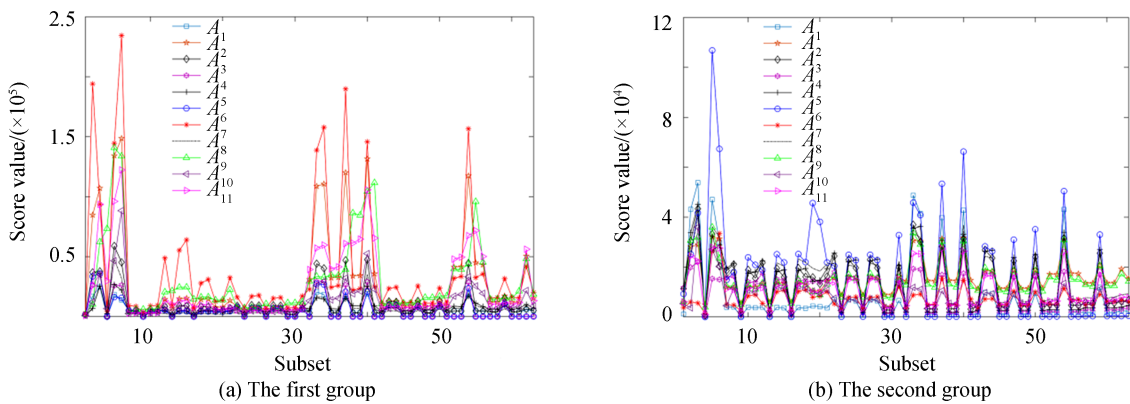 2.5
1.5
0.5
Score value/(×10⁵)
A₁
A₂
A₃
A₄
A₅
A₆
A₇
A₈
A₉
A₁₀
A₁₁
10 30 50
Subset
(a) The first group
12
8
4
0
Score value/(×10⁴)
A₁
A₂
A₃
A₄
A₅
A₆
A₇
A₈
A₉
A₁₀
A₁₁
10 30 50
Subset
(b) The second group